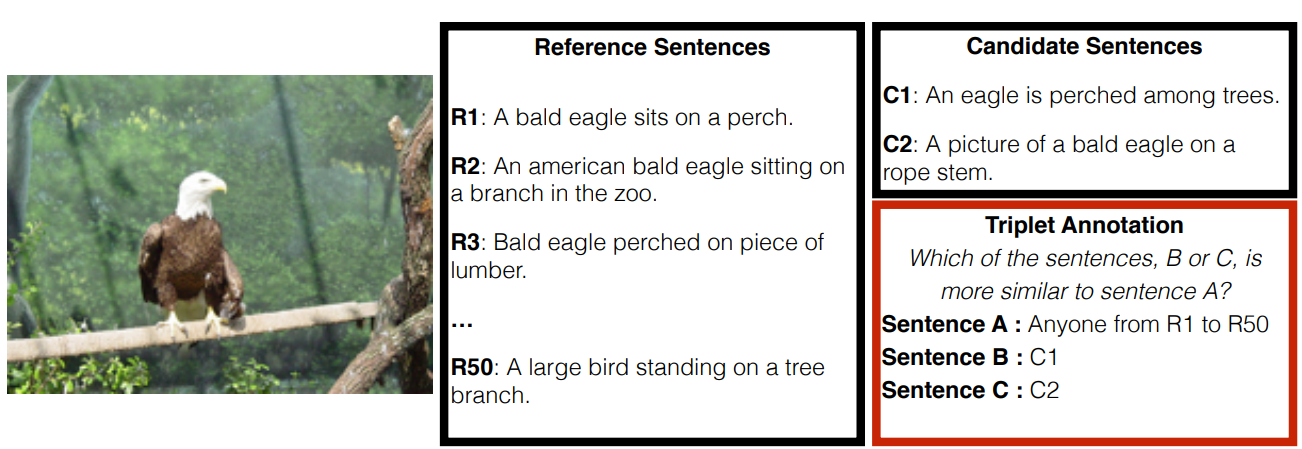 Reference Sentences
R1: A bald eagle sits on a perch.
R2: An american bald eagle sitting on
a branch in the zoo.
R3: Bald eagle perched on piece of
lumber.
...
R50: A large bird standing on a tree
branch.
Candidate Sentences
C1: An eagle is perched among trees.
C2: A picture of a bald eagle on a
rope stem.
Triplet Annotation
Which of the sentences, B or C, is
more similar to sentence A?
Sentence A : Anyone from R1 to R50
Sentence B : C1
Sentence C : C2